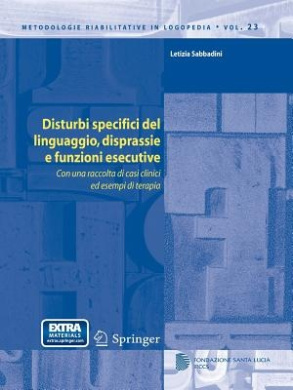 METODOLOGIE RIABILITATIVE IN LOGOPEDIA • VOL. 23
Letizia Sabbadini
Disturbi specifici del
linguaggio, disprassie
e funzioni esecutive
Con una raccolta di casi clinici
ed esempi di terapia
EXTRA
MATERIALS
extras.springer.com
Springer
FONDAZIONE SANTA LUCIA
IRCCS